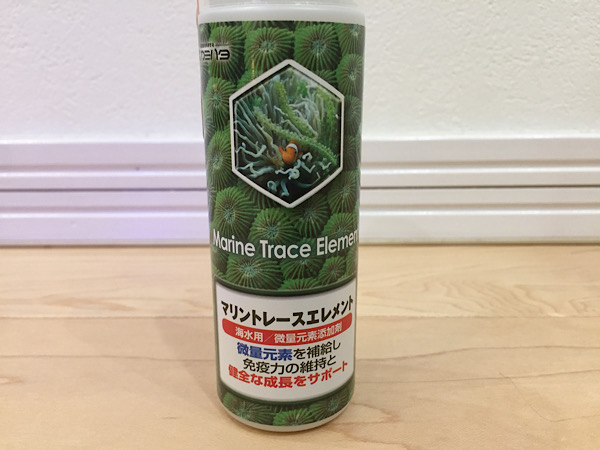 Marine Trace Elemen
マリントレースエレメント
海水用／微量元素添加剤
微量元素を補給し
免疫力の維持と
健全な成長をサポート